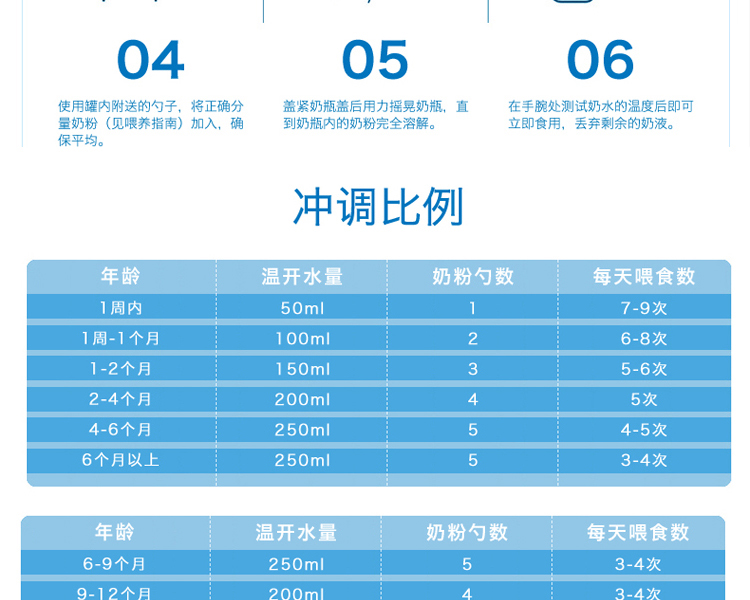 04
使用罐内附送的勺子，将正确分
量奶粉（见喂养指南）加入，确
保平均。
05
盖紧奶瓶盖后用力摇晃奶瓶，直
到奶瓶内的奶粉完全溶解。
06
在手腕处测试奶水的温度后即可
立即食用，丢弃剩余的奶液。
冲调比例
年龄 温开水量 奶粉勺数 每天喂食数
1周内 50ml 1 7-9次
1周-1个月 100ml 2 6-8次
1-2个月 150ml 3 5-6次
2-4个月 200ml 4 5次
4-6个月 250ml 5 4-5次
6个月以上 250ml 5 3-4次
年龄 温开水量 奶粉勺数 每天喂食数
6-9个月 250ml 5 3-4次
9-12个月 200ml 4 3-4次